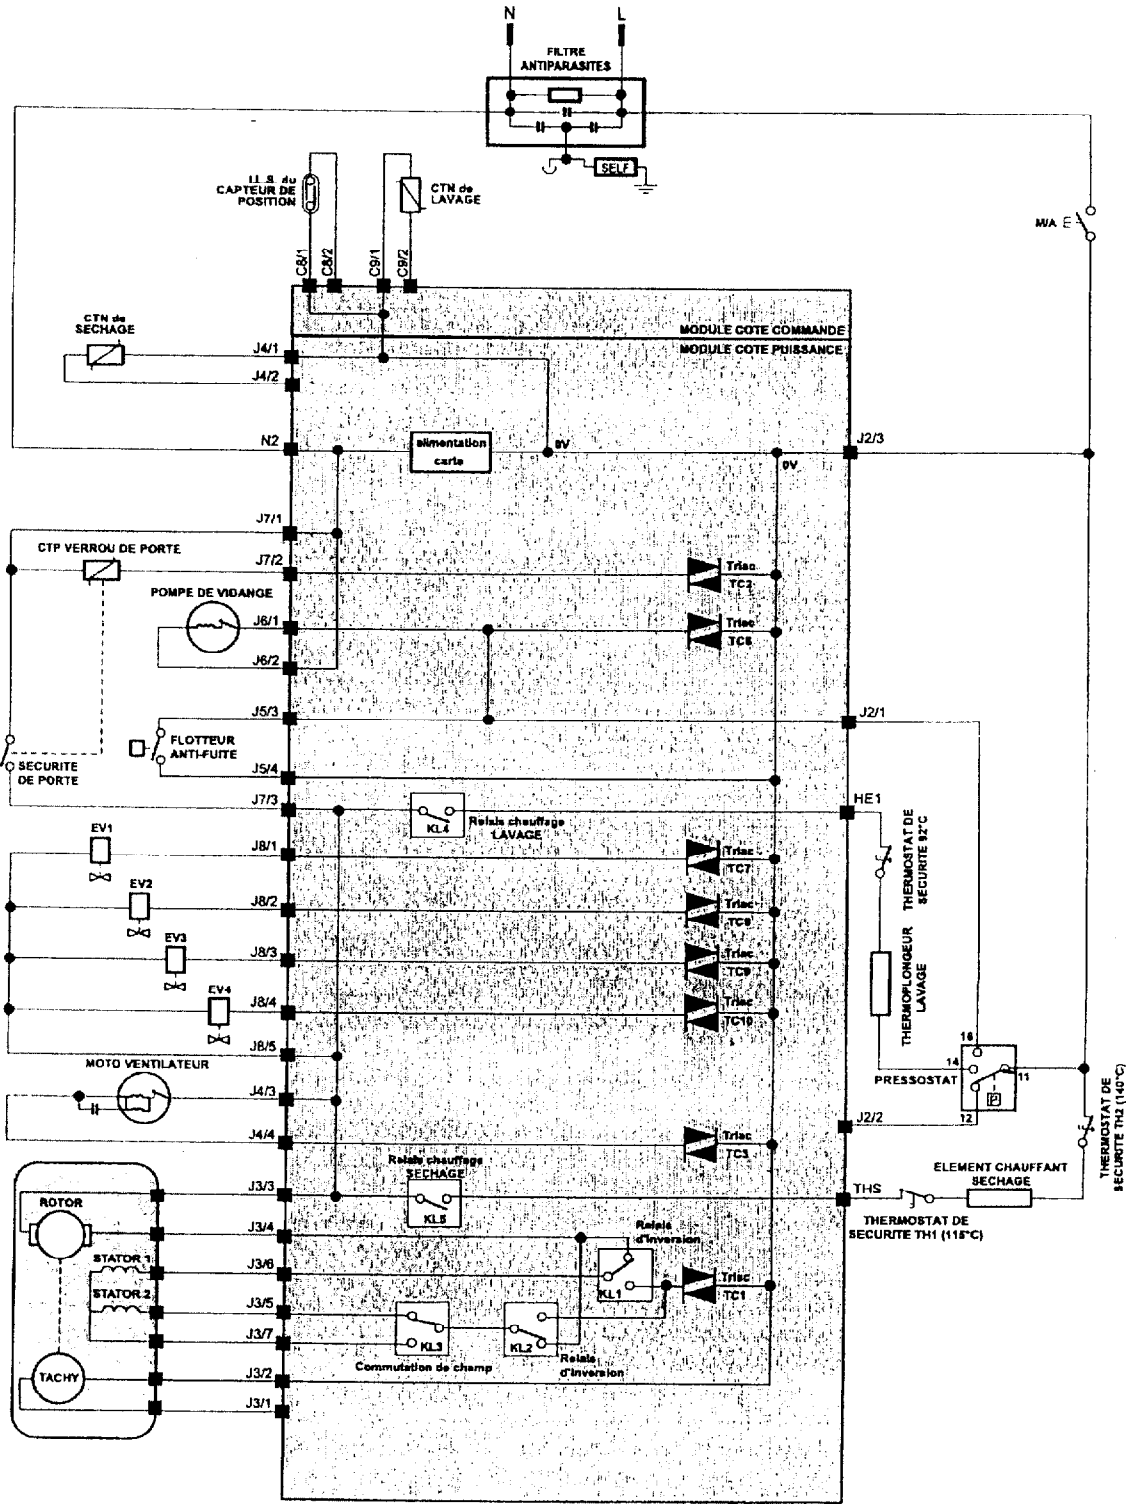 N
L
FILTRE
ANTIPARASITES
SELF
I.L.S. du
CAPTEUR DE
POSITION
CTN de
LAVAGE
M/A
C8/2
C9/1
C9/2
CTN de
SECHAGE
MODULE COTE COMMANDE
MODULE COTE PUISSANCE
J4/1
J4/2
N2
alimentation
carte
0V
0V
J2/3
J7/1
CTP VERROU DE PORTE
J7/2
Triac
TC2
POMPE DE VIDANGE
J6/1
Triac
J6/2
J5/3
J2/1
FLOTTEUR
ANTI-FUITE
SECURITE
DE PORTE
J5/4
J7/3
KL4
Relais chauffage
LAVAGE
HE1
THERMOSTAT DE
SECURITE 92°C
EV1
J8/1
Triac
TC7
EV2
J8/2
Triac
EV3
J8/3
Triac
TC9
EV4
J8/4
Triac
TC10
THERMOPLONGEUR
LAVAGE
J8/5
16
14
11
12
P
PRESSOSTAT
MOTO VENTILATEUR
J4/3
J2/2
J4/4
Triac
TC3
THERMOSTAT DE
SECURITE TH2 (140°C)
Relais chauffage
SECHAGE
KL5
J3/3
THS
ELEMENT CHAUFFANT
SECHAGE
THERMOSTAT DE
SECURITE TH1 (115°C)
ROTOR
J3/4
Relais
d'inversion
STATOR 1
J3/6
KL1
Triac
TC1
STATOR 2
J3/5
J3/7
KL3
KL2
Commutation de champ
Relais
d'inversion
TACHY
J3/2
J3/1